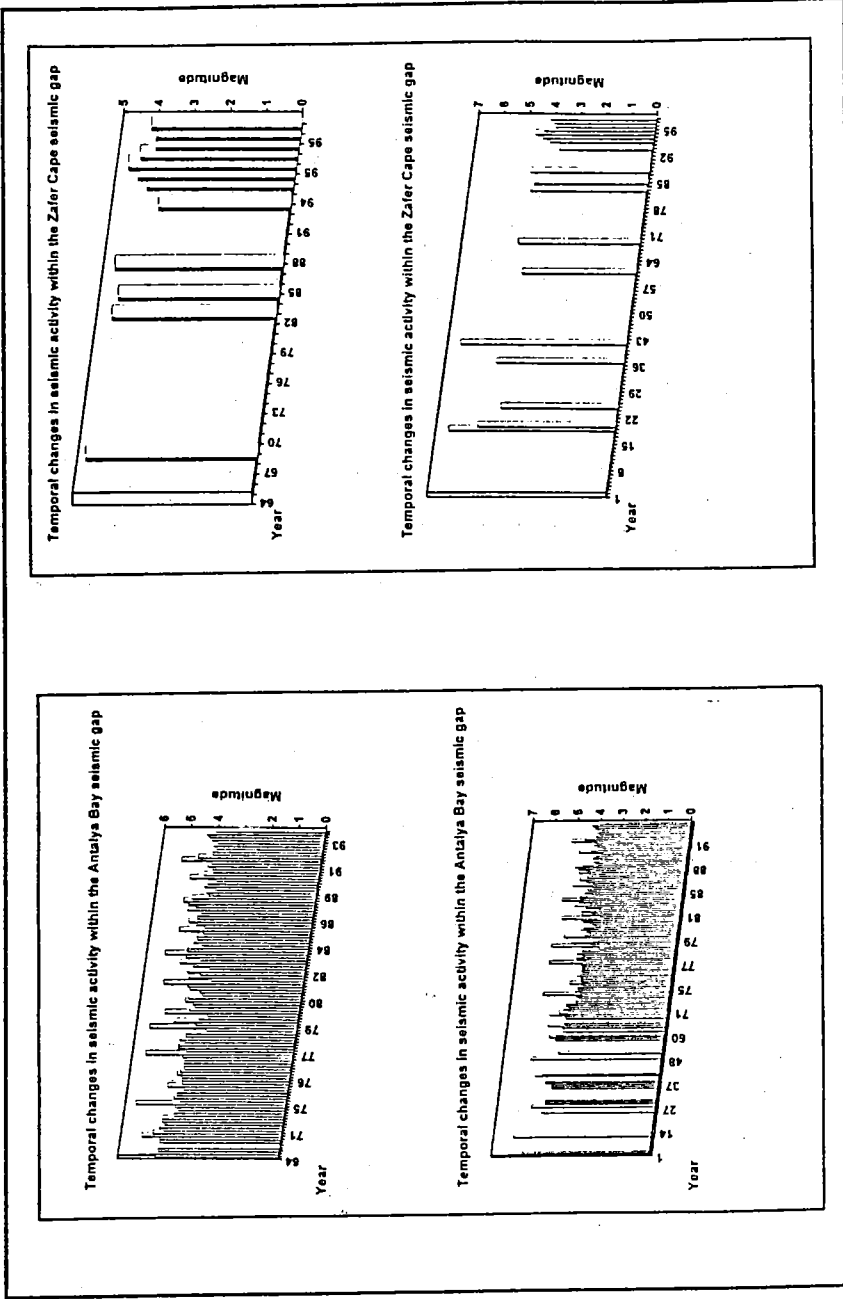 Temporal changes in seismic activity within the Antalya Bay seismic gap
6
5
4
3
2
1
0
Magnitude
64 71 75 76 77 79 80 82 84 86 89 91 93
Year
Temporal changes in seismic activity within the Antalya Bay seismic gap
7
6
5
4
3
2
1
0
Magnitude
1 14 27 37 48 60 71 75 77 79 81 85 88 91
Year
Temporal changes in seismic activity within the Zafer Cape seismic gap
5
4
3
2
1
0
Magnitude
64 67 70 73 76 79 82 85 88 91 94 95 95
Year
Temporal changes in seismic activity within the Zafer Cape seismic gap
7
6
5
4
3
2
1
0
Magnitude
1 8 15 22 29 36 43 50 57 64 71 78 85 92 95
Year